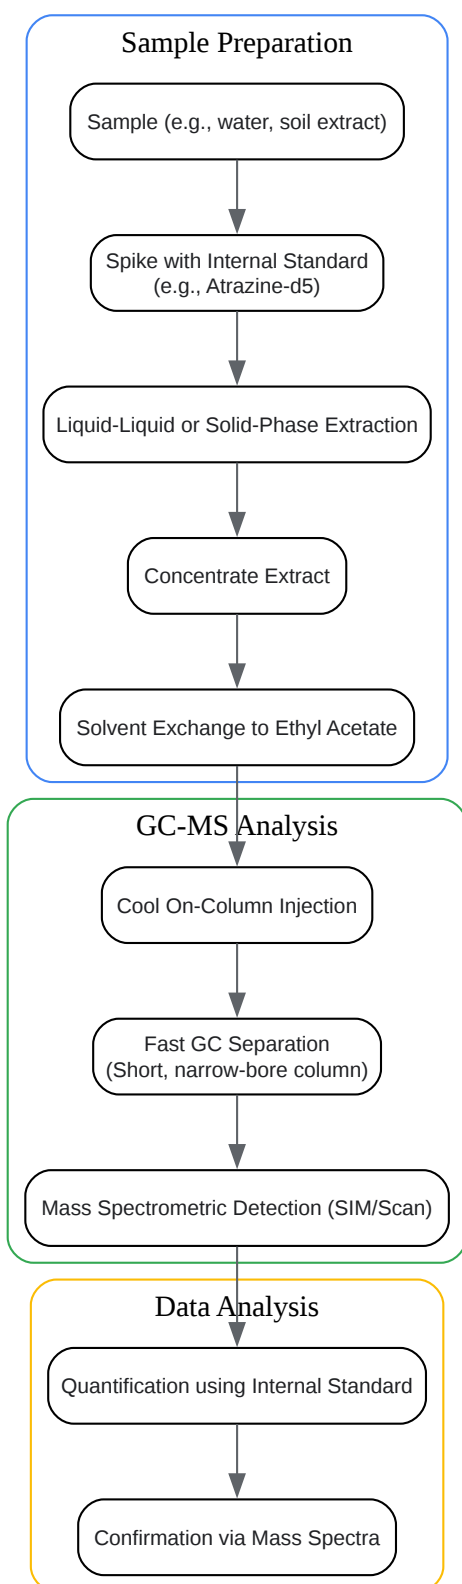 Sample Preparation
Sample (e.g., water, soil extract)
Spike with Internal Standard
(e.g., Atrazine-d5)
Liquid-Liquid or Solid-Phase Extraction
Concentrate Extract
Solvent Exchange to Ethyl Acetate
GC-MS Analysis
Cool On-Column Injection
Fast GC Separation
(Short, narrow-bore column)
Mass Spectrometric Detection (SIM/Scan)
Data Analysis
Quantification using Internal Standard
Confirmation via Mass Spectra